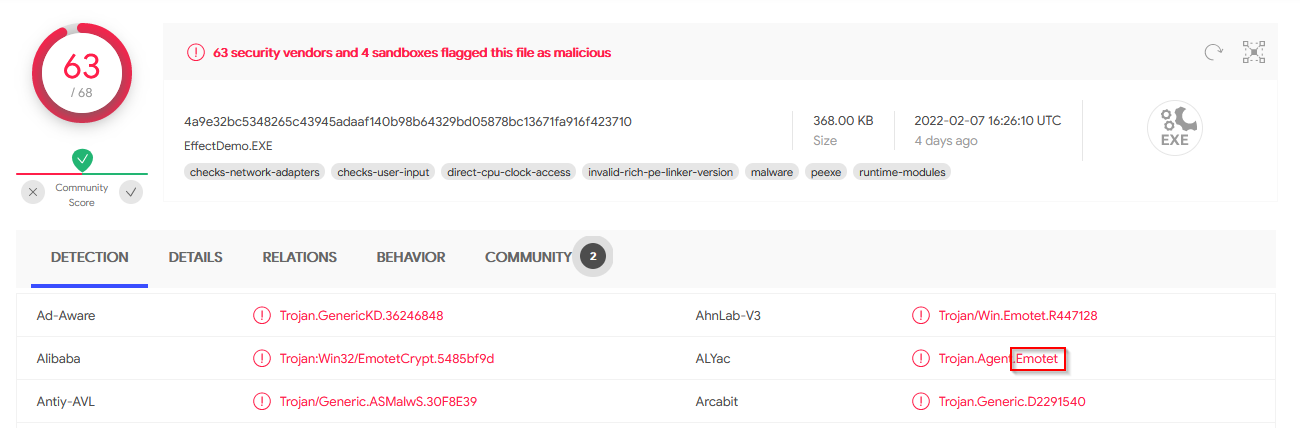 63
/ 68
Community
Score
63 security vendors and 4 sandboxes flagged this file as malicious
4a9e32bc5348265c43945adaaf140b98b64329bd05878bc13671fa916f423710
EffectDemo.EXE
368.00 KB
Size
2022-02-07 16:26:10 UTC
4 days ago
EXE
checks-network-adapters checks-user-input direct-cpu-clock-access invalid-rich-pe-linker-version malware peexe runtime-modules
DETECTION DETAILS RELATIONS BEHAVIOR COMMUNITY 2
Ad-Aware Trojan.GenericKD.36246848 AhnLab-V3 Trojan/Win.Emotet.R447128
Alibaba Trojan:Win32/EmotetCrypt.5485bf9d ALYac Trojan.Agent.Emotet
Antiy-AVL Trojan/Generic.ASMalwS.30F8E39 Arcabit Trojan.Generic.D2291540